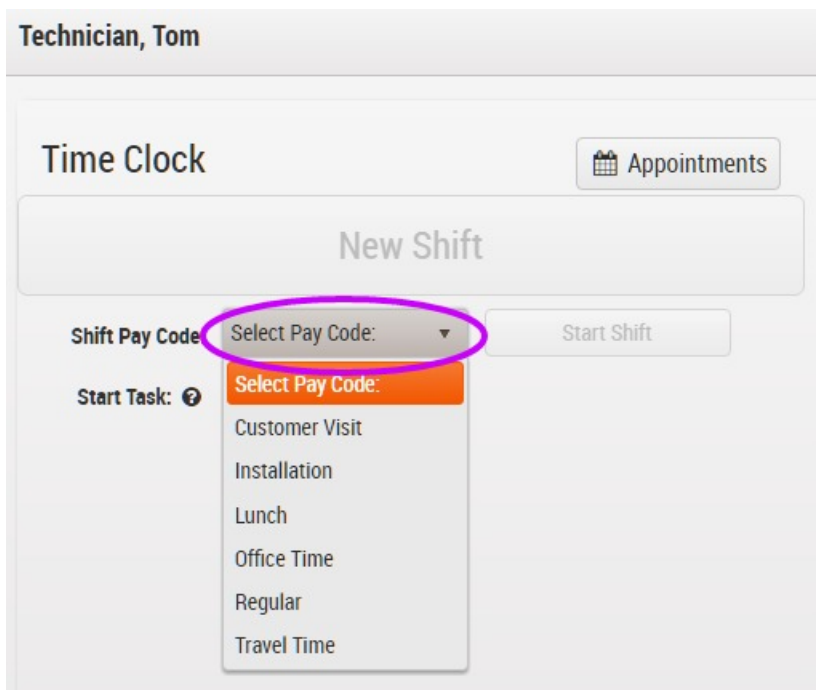 Technician, Tom
Time Clock
Appointments
New Shift
Shift Pay Code
Select Pay Code:
Start Shift
Start Task:
Select Pay Code:
Customer Visit
Installation
Lunch
Office Time
Regular
Travel Time